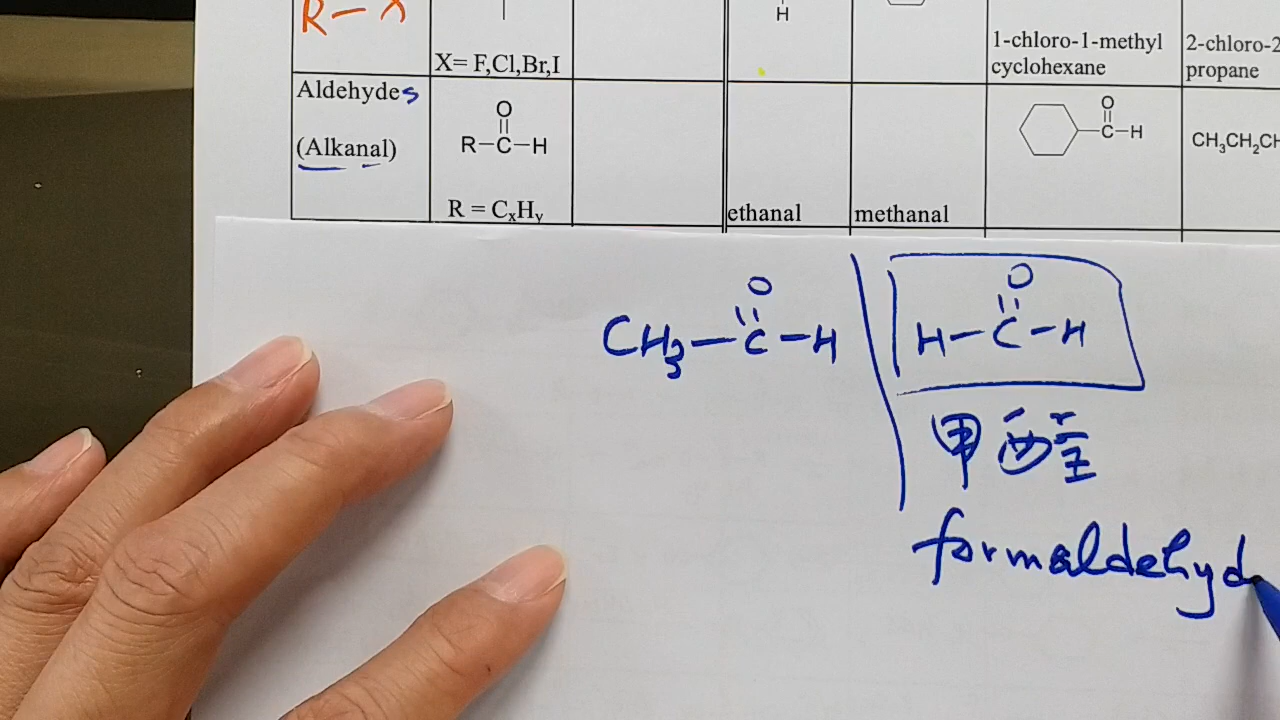 R-X
H
X= F,Cl,Br,I
1-chloro-1-methyl
cyclohexane
2-chloro-2
propane
Aldehydes
(Alkanal)
O
R-C-H
R = CxHy
ethanal
methanal
O
C-H
CH3CH2CH
O
CH3-C-H
O
H-C-H
甲醛
formaldehyd